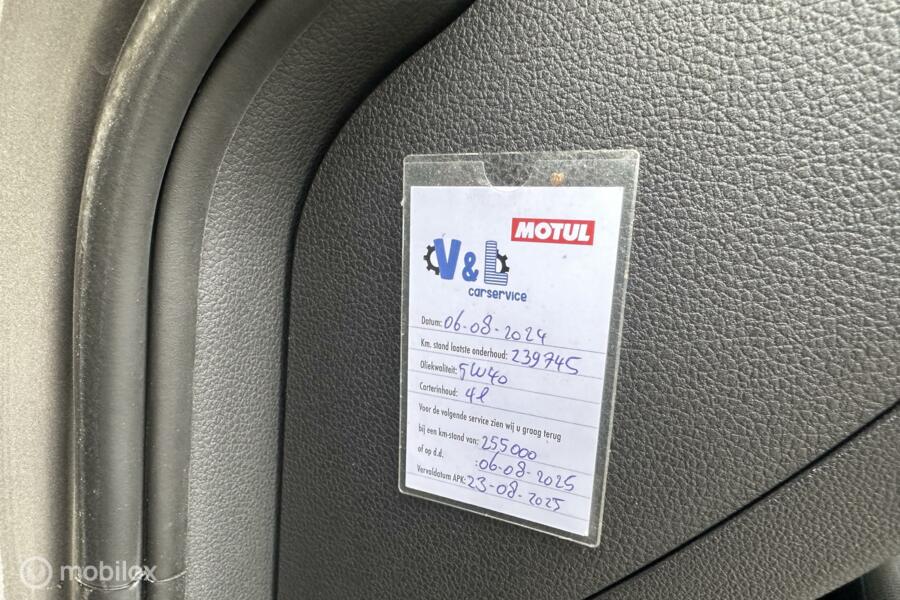 MOTUL
V & L
carservice
Datum: 06-08-2024
Km. stand laatste onderhoud: 239745
Oliekwaliteit: 5W40
Carterinhoud: 4l
Voor de volgende service zien wij u graag terug
bij een km-stand van: 255000
of op d.d. : 06-08-2025
Vervaldatum APK: 23-08-2025
mobilox